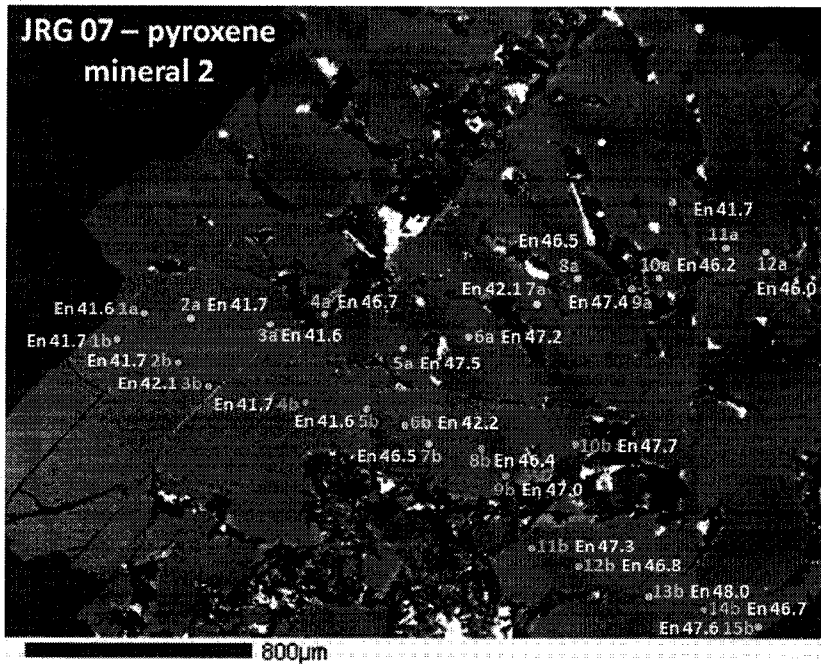 JRG 07 – pyroxene
mineral 2
En 41.7
11a
En 46.5
8a
10a En 46.2
12a
En 46.0
En 42.1 7a
En 47.4 9a
En 41.6 1a
2a En 41.7
4a En 46.7
3a En 41.6
6a En 47.2
En 41.7 1b
5a En 47.5
En 41.7 2b
En 42.1 3b
En 41.7 4b
En 41.6 5b
6b En 42.2
En 46.5 7b
8b En 46.4
10b En 47.7
9b En 47.0
11b En 47.3
12b En 46.8
13b En 48.0
14b En 46.7
En 47.6 15b
800µm